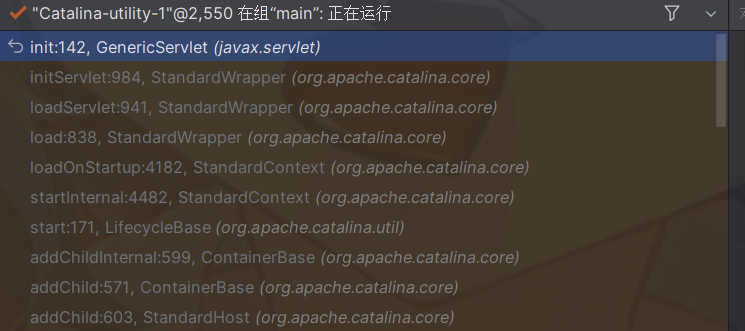 "Catalina-utility-1"@2,550 在组“main”: 正在运行
init:142, GenericServlet (javax.servlet)
initServlet:984, StandardWrapper (org.apache.catalina.core)
loadServlet:941, StandardWrapper (org.apache.catalina.core)
load:838, StandardWrapper (org.apache.catalina.core)
loadOnStartup:4182, StandardContext (org.apache.catalina.core)
startInternal:4482, StandardContext (org.apache.catalina.core)
start:171, LifecycleBase (org.apache.catalina.util)
addChildInternal:599, ContainerBase (org.apache.catalina.core)
addChild:571, ContainerBase (org.apache.catalina.core)
addChild:603, StandardHost (org.apache.catalina.core)